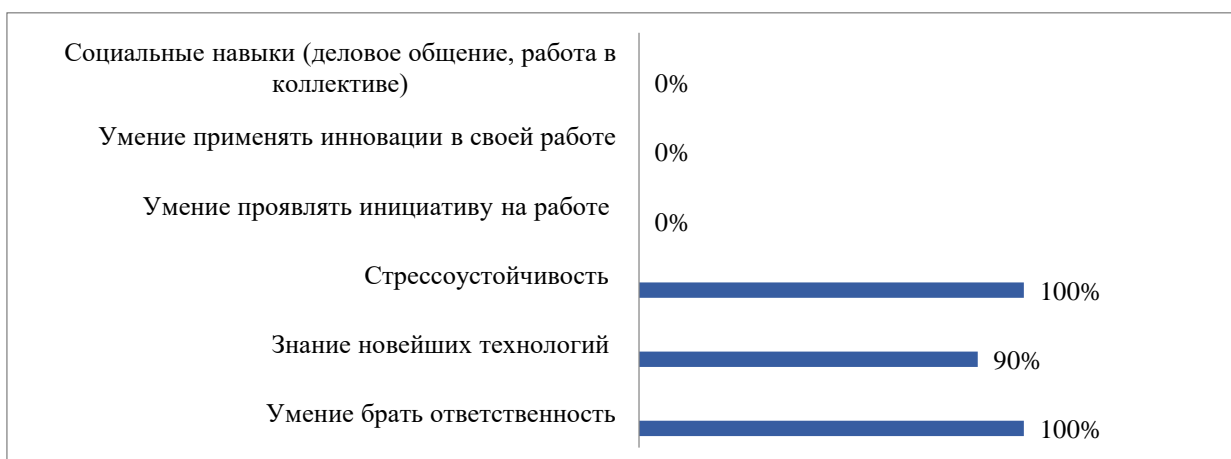 Социальные навыки (деловое общение, работа в
коллективе)
0%
Умение применять инновации в своей работе
0%
Умение проявлять инициативу на работе
0%
Стрессоустойчивость
100%
Знание новейших технологий
90%
Умение брать ответственность
100%